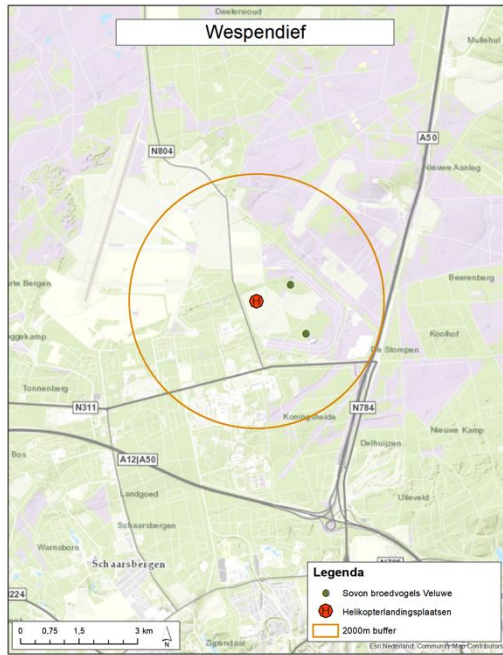 Wespendief
Deelerwoud
Mullehul
A50
N804
Nieuwe Aanleg
Beerenberg
rte Bergen
Koolhof
eggekamp
De Stompen
Tonnenberg
N311
Koningsheide
N784
Nieuwe Kamp
Delhuijzen
Bos
A12|A50
Landgoed
Uileveld
Schaarsbergen
Warnsborn
Schaarsbergen
224
Zijpendaal
0 0,75 1,5 3 km
N
Legenda
Sovon broedvogels Veluwe
H Helikopterlandingsplaatsen
2000m buffer
Esri Nederland, Community Map Contributors